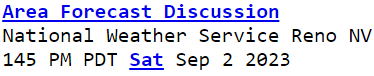 Area Forecast Discussion
National Weather Service Reno NV
145 PM PDT Sat Sep 2 2023